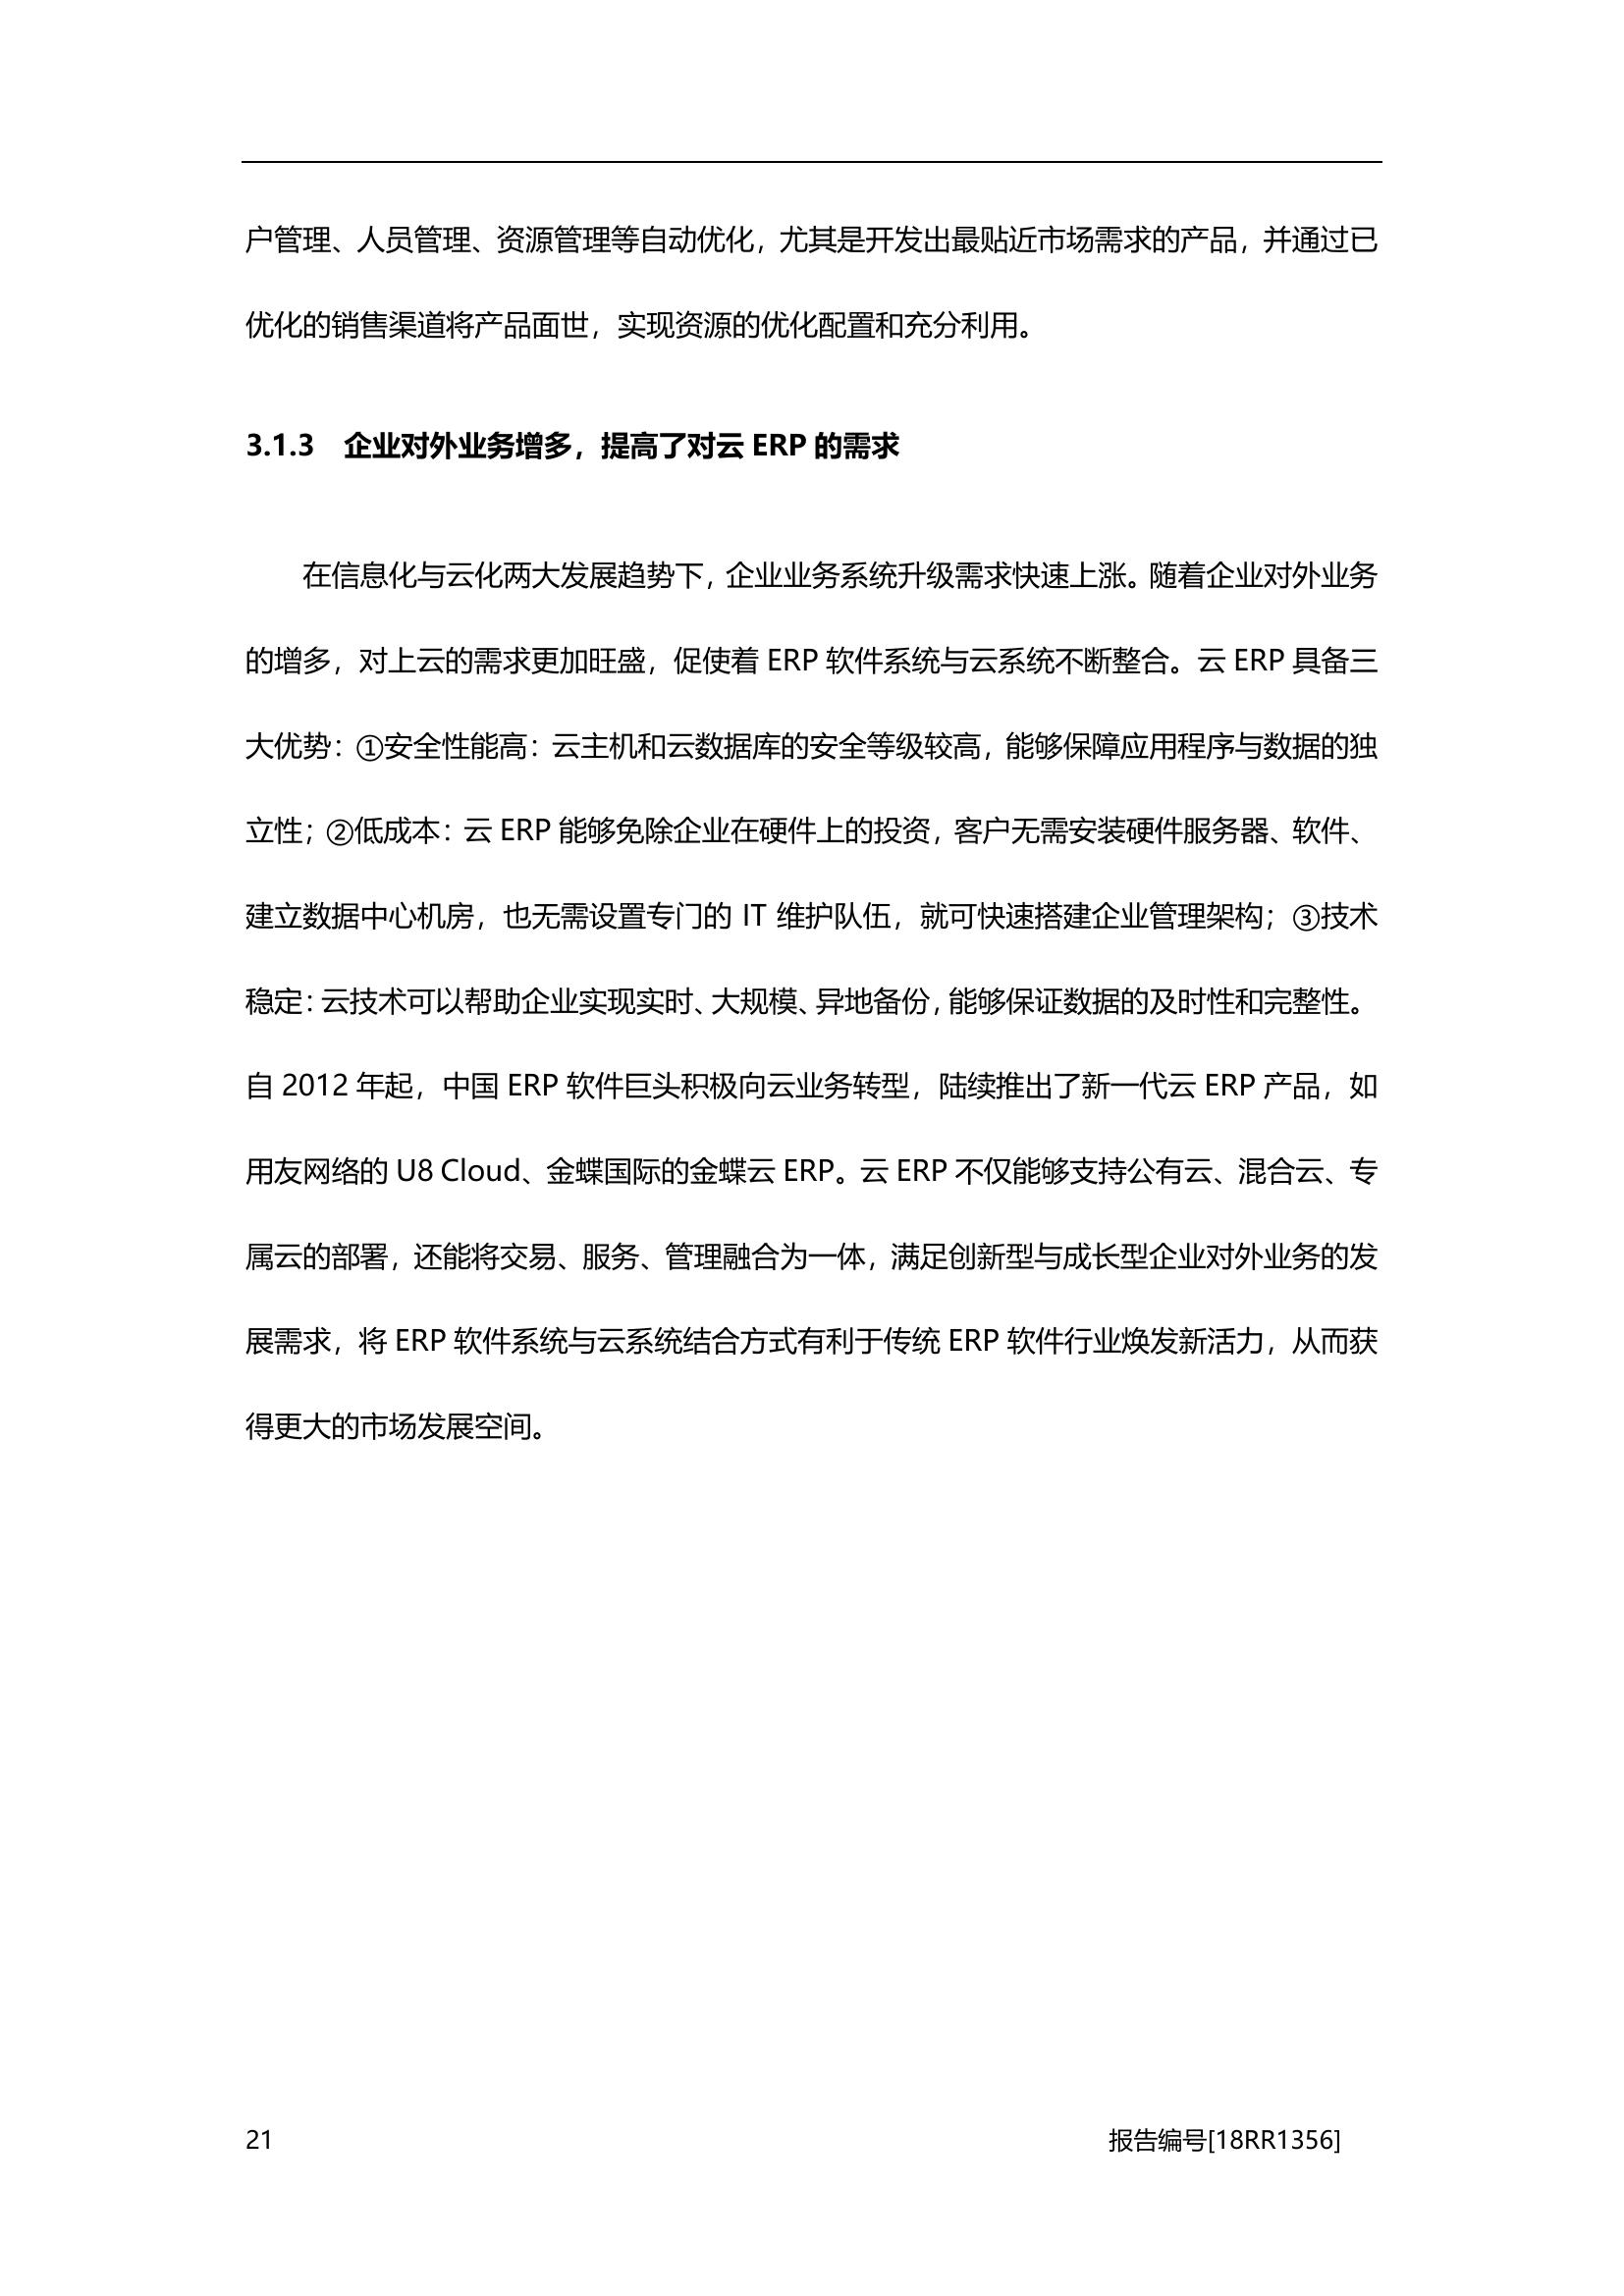 户管理、人员管理、资源管理等自动优化，尤其是开发出最贴近市场需求的产品，并通过已
优化的销售渠道将产品面世，实现资源的优化配置和充分利用。
3.1.3 企业对外业务增多，提高了对云 ERP 的需求
在信息化与云化两大发展趋势下，企业业务系统升级需求快速上涨。随着企业对外业务
的增多，对上云的需求更加旺盛，促使着 ERP 软件系统与云系统不断整合。云 ERP 具备三
大优势：①安全性能高：云主机和云数据库的安全等级较高，能够保障应用程序与数据的独
立性；②低成本：云 ERP 能够免除企业在硬件上的投资，客户无需安装硬件服务器、软件、
建立数据中心机房，也无需设置专门的 IT 维护队伍，就可快速搭建企业管理架构；③技术
稳定：云技术可以帮助企业实现实时、大规模、异地备份，能够保证数据的及时性和完整性。
自 2012 年起，中国 ERP 软件巨头积极向云业务转型，陆续推出了新一代云 ERP 产品，如
用友网络的 U8 Cloud、金蝶国际的金蝶云 ERP。云 ERP 不仅能够支持公有云、混合云、专
属云的部署，还能将交易、服务、管理融合为一体，满足创新型与成长型企业对外业务的发
展需求，将 ERP 软件系统与云系统结合方式有利于传统 ERP 软件行业焕发新活力，从而获
得更大的市场发展空间。
21 报告编号[18RR1356]